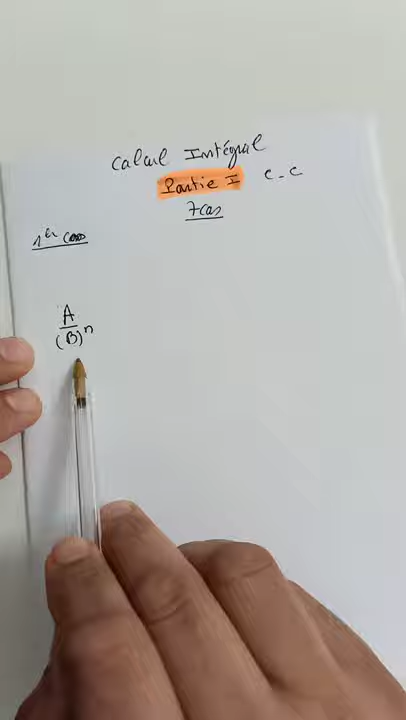 Calcul Intégral
Partie I C-C
7cas
1er cas
A
(B)n